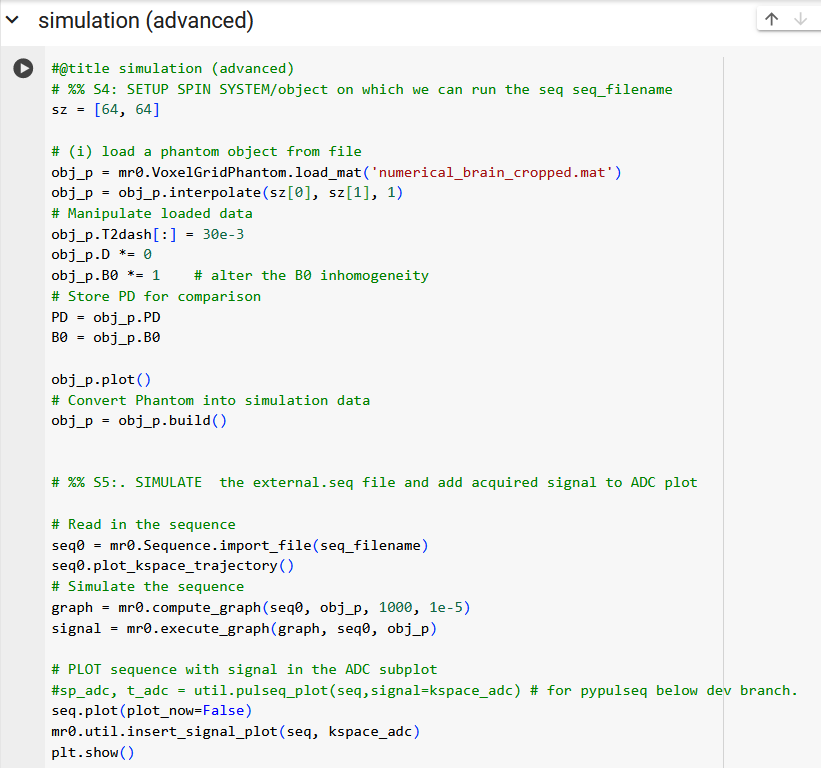 simulation (advanced)
#@title simulation (advanced)
# %% S4: SETUP SPIN SYSTEM/object on which we can run the seq seq_filename
sz = [64, 64]
# (i) load a phantom object from file
obj_p = mr0.VoxelGridPhantom.load_mat('numerical_brain_cropped.mat')
obj_p = obj_p.interpolate(sz[0], sz[1], 1)
# Manipulate loaded data
obj_p.T2dash[:] = 30e-3
obj_p.D *= 0
obj_p.B0 *= 1    # alter the B0 inhomogeneity
# Store PD for comparison
PD = obj_p.PD
B0 = obj_p.B0
obj_p.plot()
# Convert Phantom into simulation data
obj_p = obj_p.build()
# %% S5:. SIMULATE  the external.seq file and add acquired signal to ADC plot
# Read in the sequence
seq0 = mr0.Sequence.import_file(seq_filename)
seq0.plot_kspace_trajectory()
# Simulate the sequence
graph = mr0.compute_graph(seq0, obj_p, 1000, 1e-5)
signal = mr0.execute_graph(graph, seq0, obj_p)
# PLOT sequence with signal in the ADC subplot
#sp_adc, t_adc = util.pulseq_plot(seq,signal=kspace_adc) # for pypulseq below dev branch.
seq.plot(plot_now=False)
mr0.util.insert_signal_plot(seq, kspace_adc)
plt.show()